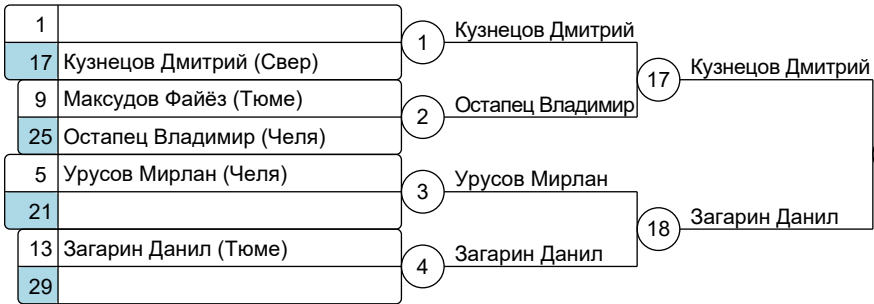 1
17 Кузнецов Дмитрий (Свер)
9 Максудов Файёз (Тюме)
25 Остапец Владимир (Челя)
5 Урусов Мирлан (Челя)
21
13 Загарин Данил (Тюме)
29
1 Кузнецов Дмитрий
2 Остапец Владимир
3 Урусов Мирлан
4 Загарин Данил
17 Кузнецов Дмитрий
18 Загарин Данил